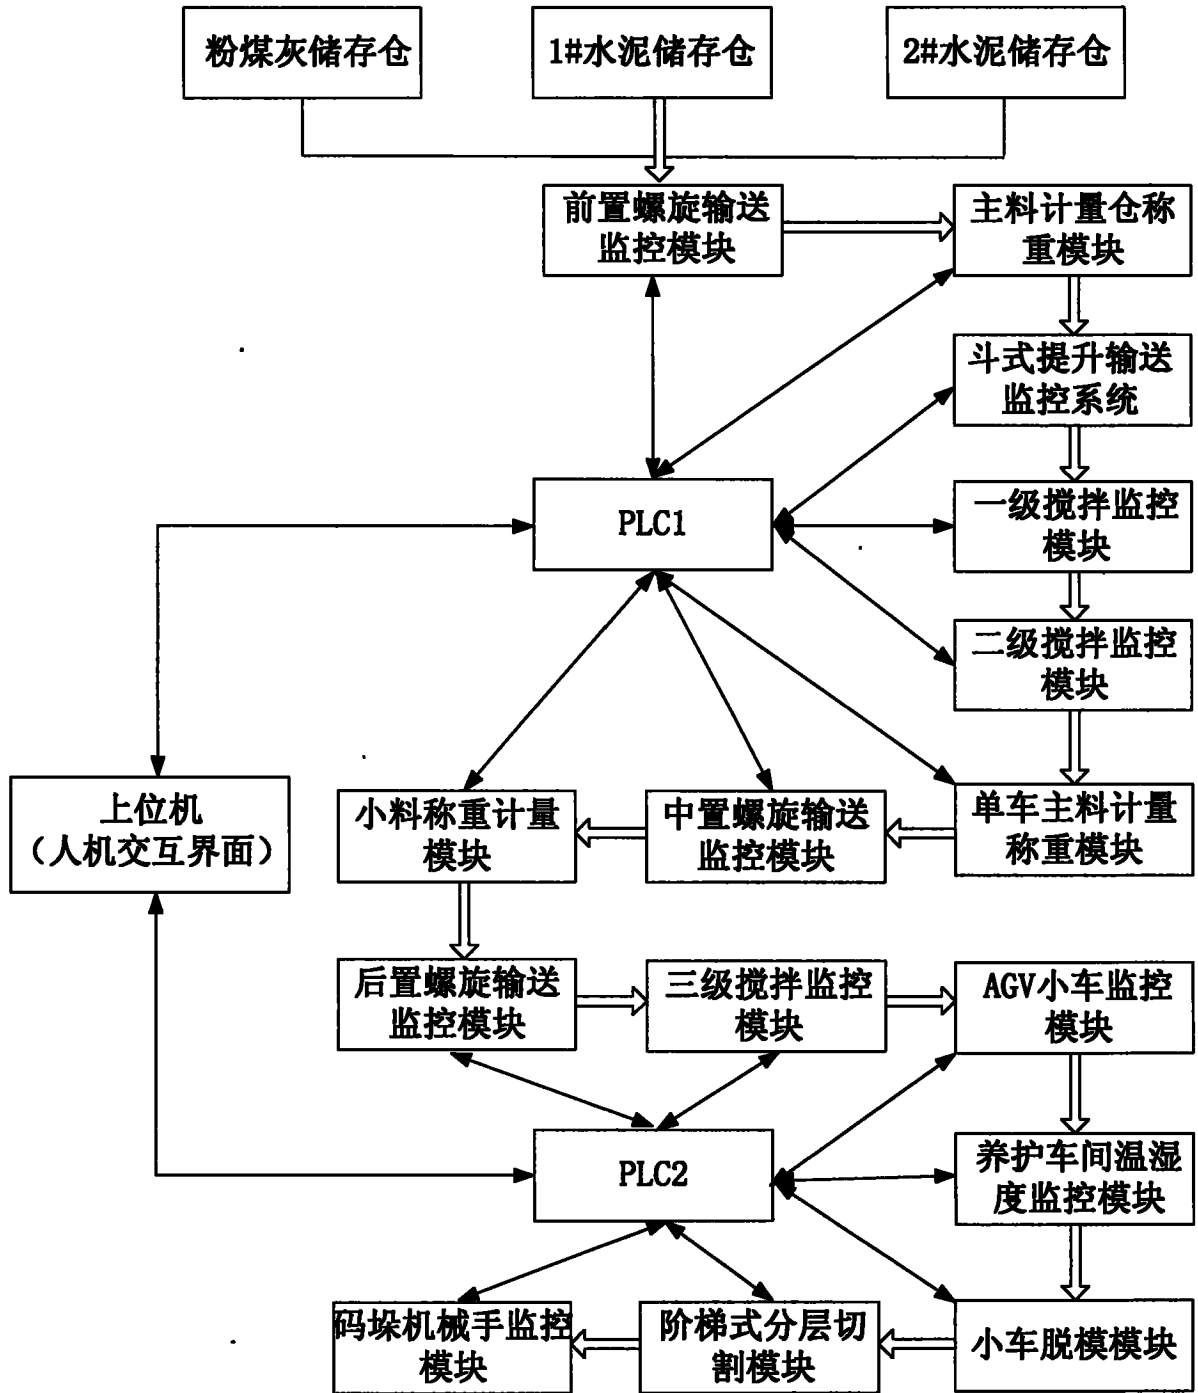 粉煤灰储存仓
1#水泥储存仓
2#水泥储存仓
前置螺旋输送
监控模块
主料计量仓称
重模块
斗式提升输送
监控系统
PLC1
一级搅拌监控
模块
二级搅拌监控
模块
上位机
（人机交互界面）
小料称重计量
模块
中置螺旋输送
监控模块
单车主料计量
称重模块
后置螺旋输送
监控模块
三级搅拌监控
模块
AGV小车监控
模块
PLC2
养护车间温湿
度监控模块
码垛机械手监控
模块
阶梯式分层切
割模块
小车脱模模块